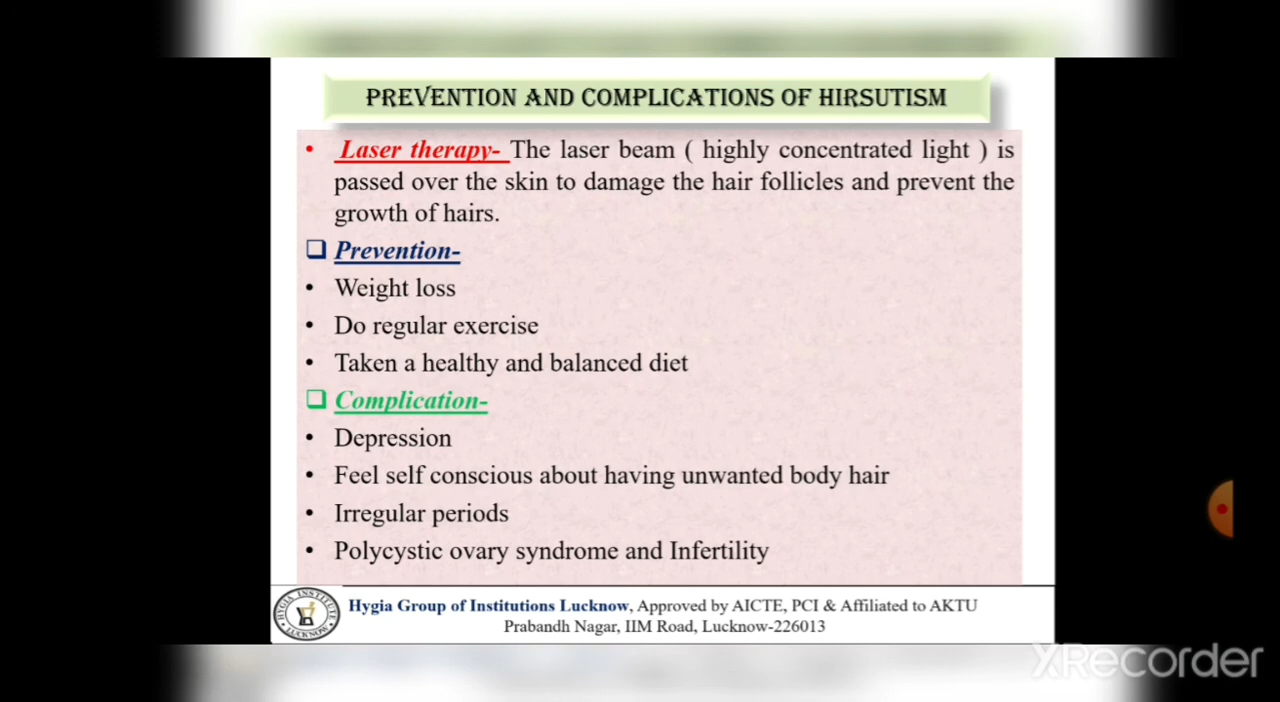 PREVENTION AND COMPLICATIONS OF HIRSUTISM
• Laser therapy- The laser beam ( highly concentrated light ) is
passed over the skin to damage the hair follicles and prevent the
growth of hairs.
❑ Prevention-
• Weight loss
• Do regular exercise
• Taken a healthy and balanced diet
❑ Complication-
• Depression
• Feel self conscious about having unwanted body hair
• Irregular periods
• Polycystic ovary syndrome and Infertility
HYGIA INSTITUTE
LUCKNOW
Hygia Group of Institutions Lucknow, Approved by AICTE, PCI & Affiliated to AKTU
Prabandh Nagar, IIM Road, Lucknow-226013
XRecorder